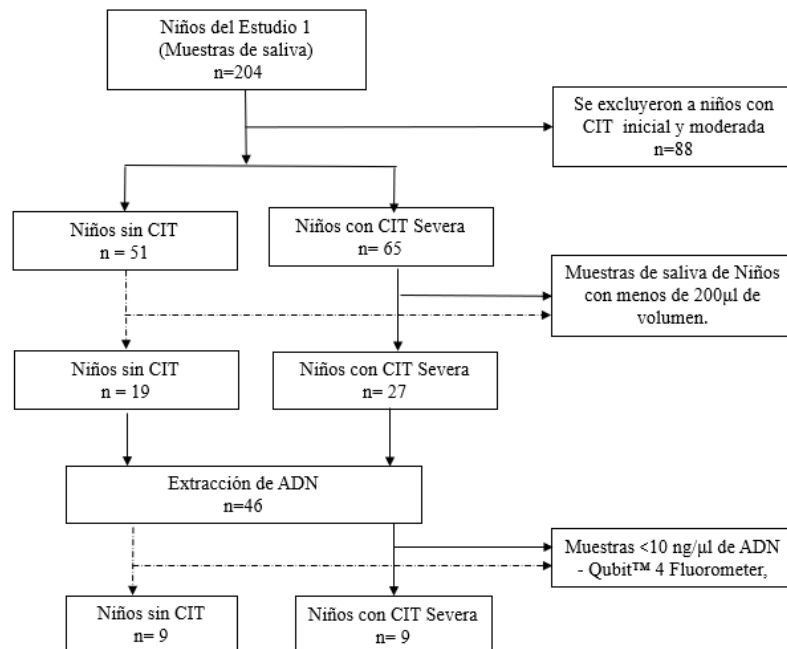 Niños del Estudio 1
(Muestras de saliva)
n=204
Se excluyeron a niños con
CIT inicial y moderada
n=88
Niños sin CIT
n = 51
Niños con CIT Severa
n= 65
Muestras de saliva de Niños
con menos de 200µl de
volumen.
Niños sin CIT
n = 19
Niños con CIT Severa
n= 27
Extracción de ADN
n=46
Muestras <10 ng/µl de ADN
- Qubit™ 4 Fluorometer,
Niños sin CIT
n= 9
Niños con CIT Severa
n= 9